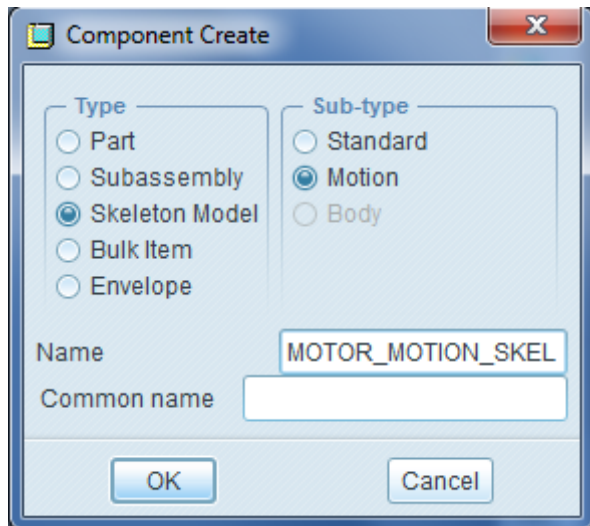 Component Create
Type
Sub-type
Part
Standard
Subassembly
Motion
Skeleton Model
Body
Bulk Item
Envelope
Name
MOTOR_MOTION_SKEL
Common name
OK
Cancel